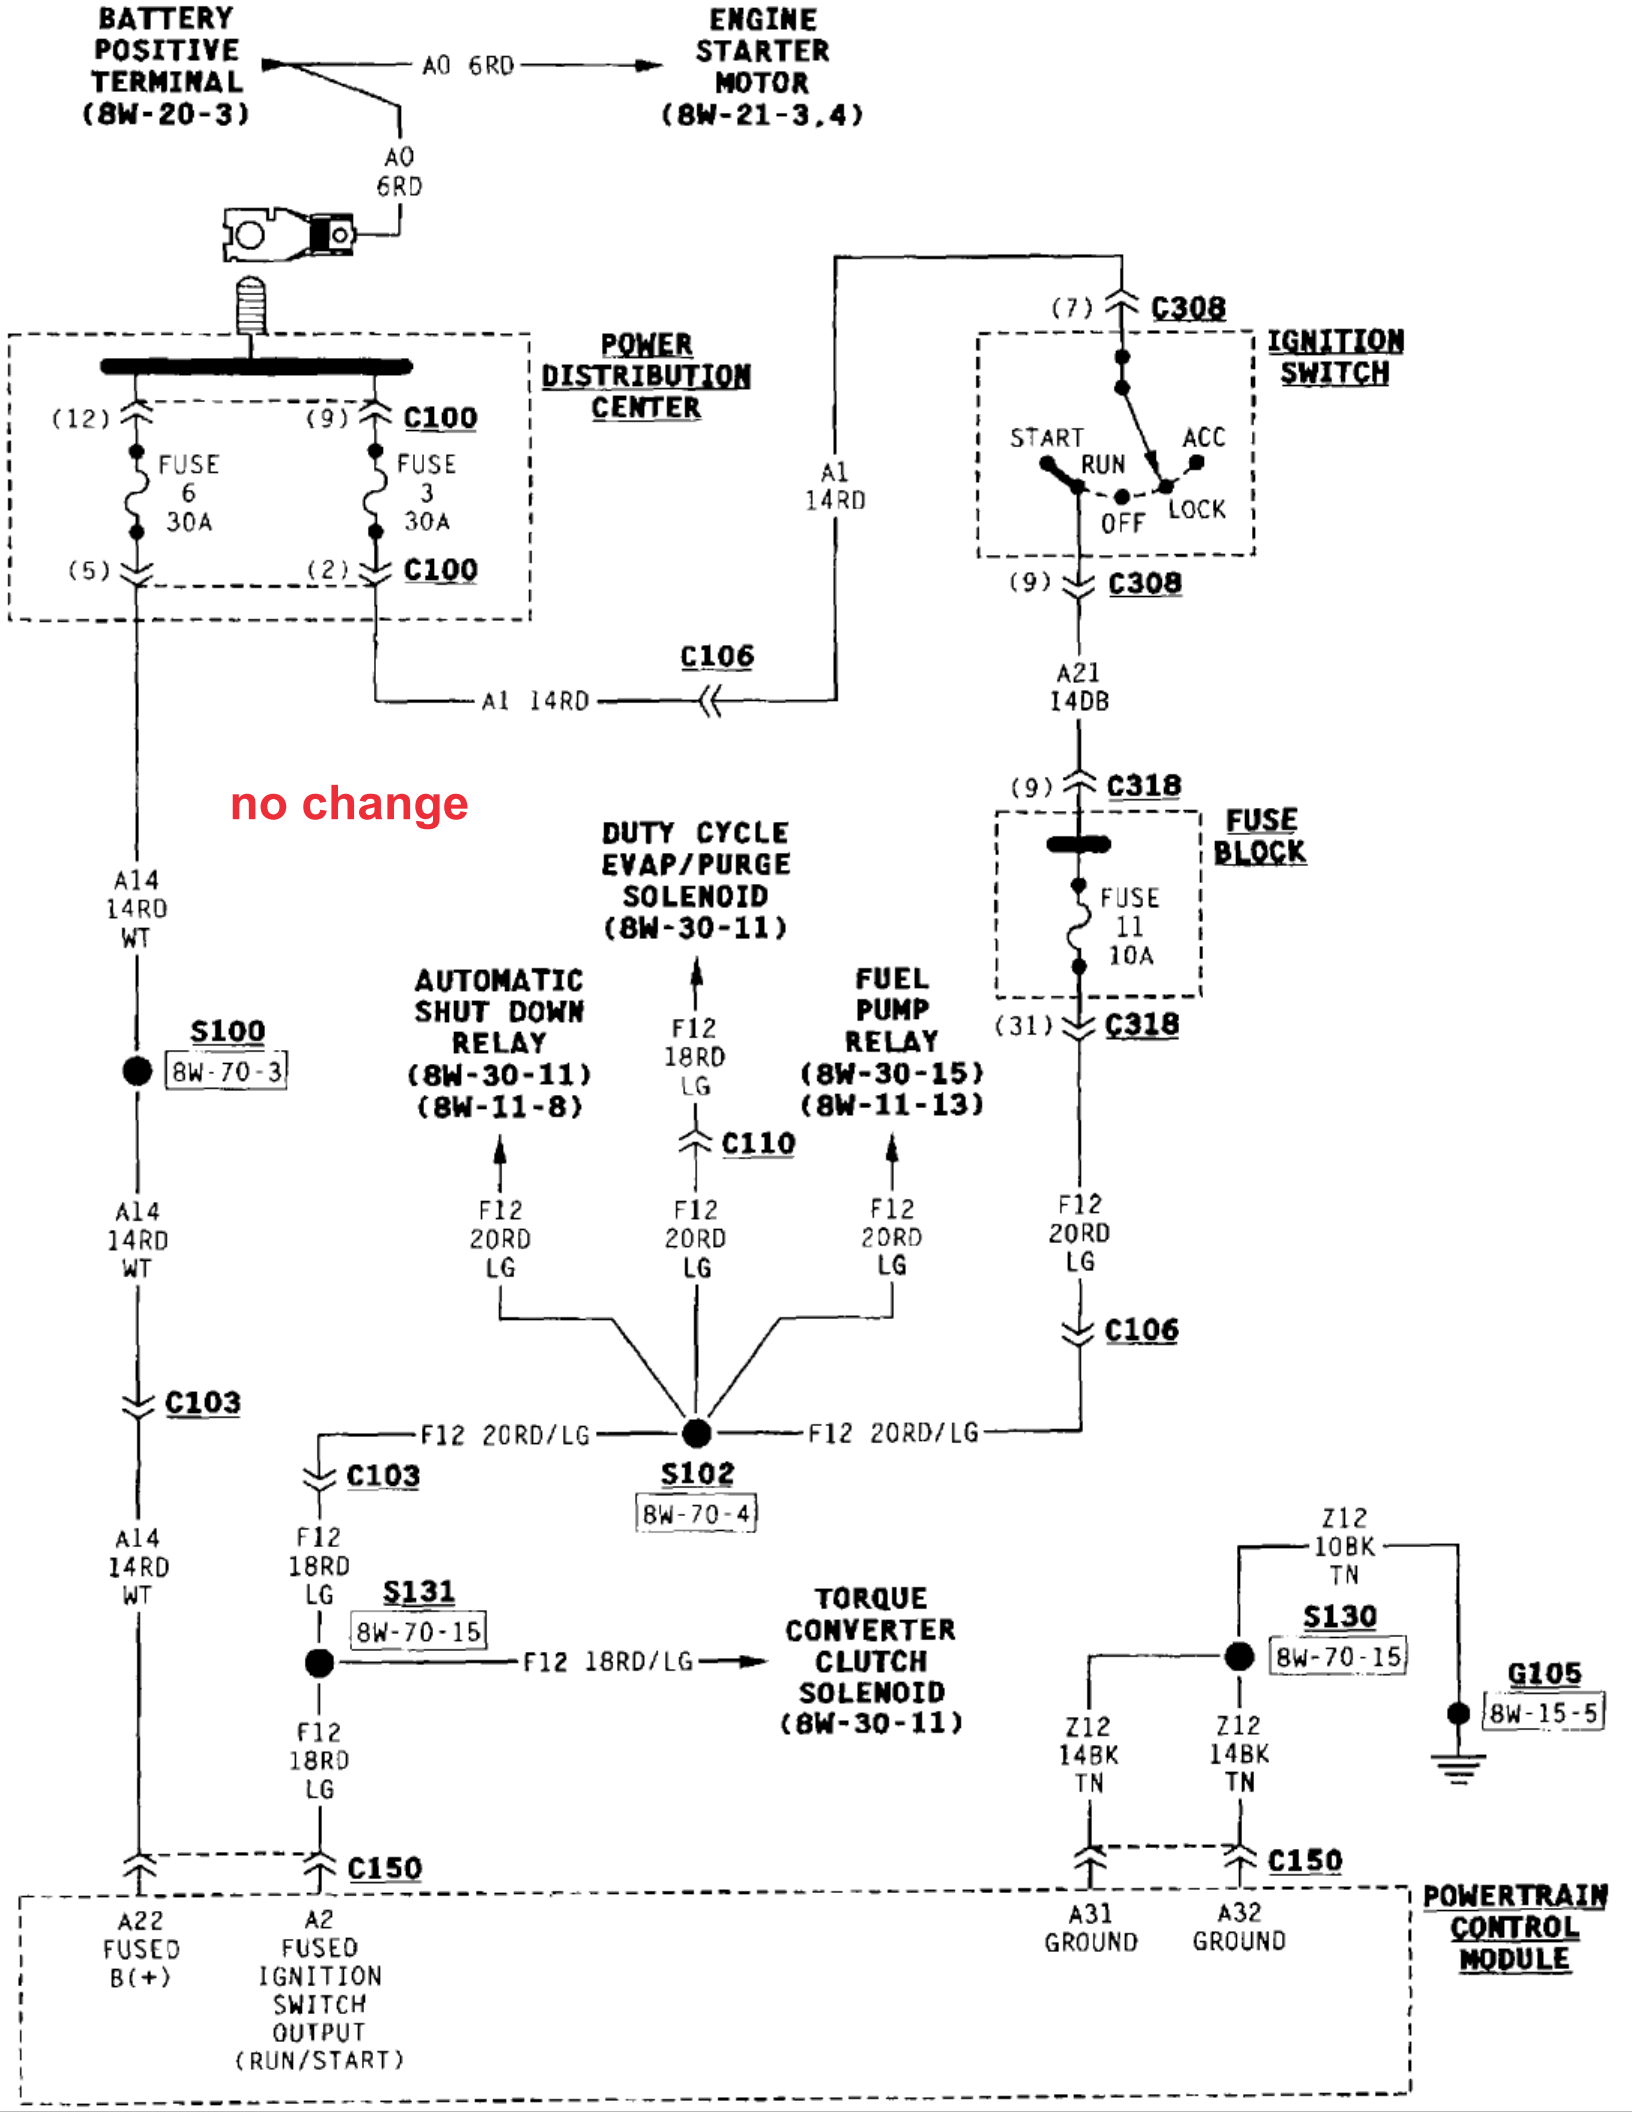 BATTERY
POSITIVE
TERMINAL
(8W-20-3)
A0 6RD
ENGINE
STARTER
MOTOR
(8W-21-3,4)
A0
6RD
POWER
DISTRIBUTION
CENTER
(12)
(9)
C100
FUSE
6
30A
FUSE
3
30A
(5)
(2)
C100
A1 14RD
C106
A1
14RD
(7)
C308
IGNITION
SWITCH
START
RUN
OFF
LOCK
ACC
(9)
C308
A21
14DB
(9)
C318
FUSE
BLOCK
FUSE
11
10A
(31)
C318
no change
A14
14RD
WT
S100
8W-70-3
A14
14RD
WT
C103
A14
14RD
WT
AUTOMATIC
SHUT DOWN
RELAY
(8W-30-11)
(8W-11-8)
F12
20RD
LG
DUTY CYCLE
EVAP/PURGE
SOLENOID
(8W-30-11)
F12
18RD
LG
C110
F12
20RD
LG
FUEL
PUMP
RELAY
(8W-30-15)
(8W-11-13)
F12
20RD
LG
F12
20RD
LG
C106
F12 20RD/LG
F12 20RD/LG
S102
8W-70-4
C103
F12
18RD
LG
S131
8W-70-15
F12 18RD/LG
TORQUE
CONVERTER
CLUTCH
SOLENOID
(8W-30-11)
F12
18RD
LG
C150
Z12
10BK
TN
S130
8W-70-15
G105
8W-15-5
Z12
14BK
TN
Z12
14BK
TN
C150
POWERTRAIN
CONTROL
MODULE
A22
FUSED
B(+)
A2
FUSED
IGNITION
SWITCH
OUTPUT
(RUN/START)
A31
GROUND
A32
GROUND